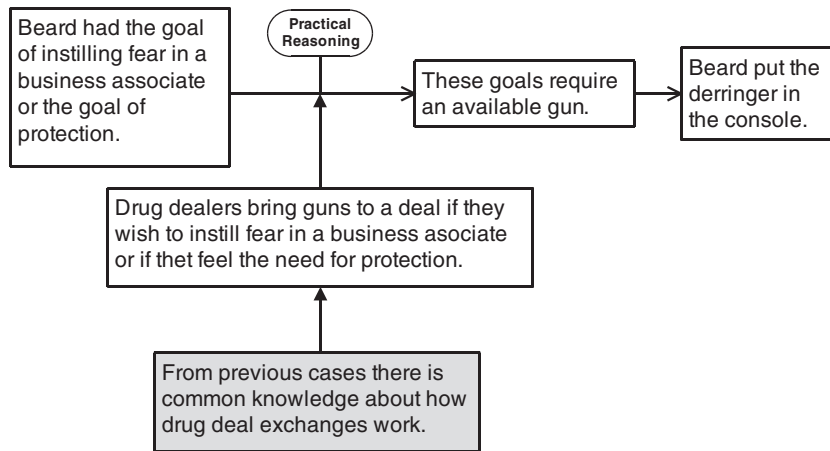 Beard had the goal
of instilling fear in a
business associate
or the goal of
protection.
Practical
Reasoning
These goals require
an available gun.
Beard put the
derringer in
the console.
Drug dealers bring guns to a deal if they
wish to instill fear in a business asociate
or if thet feel the need for protection.
From previous cases there is
common knowledge about how
drug deal exchanges work.